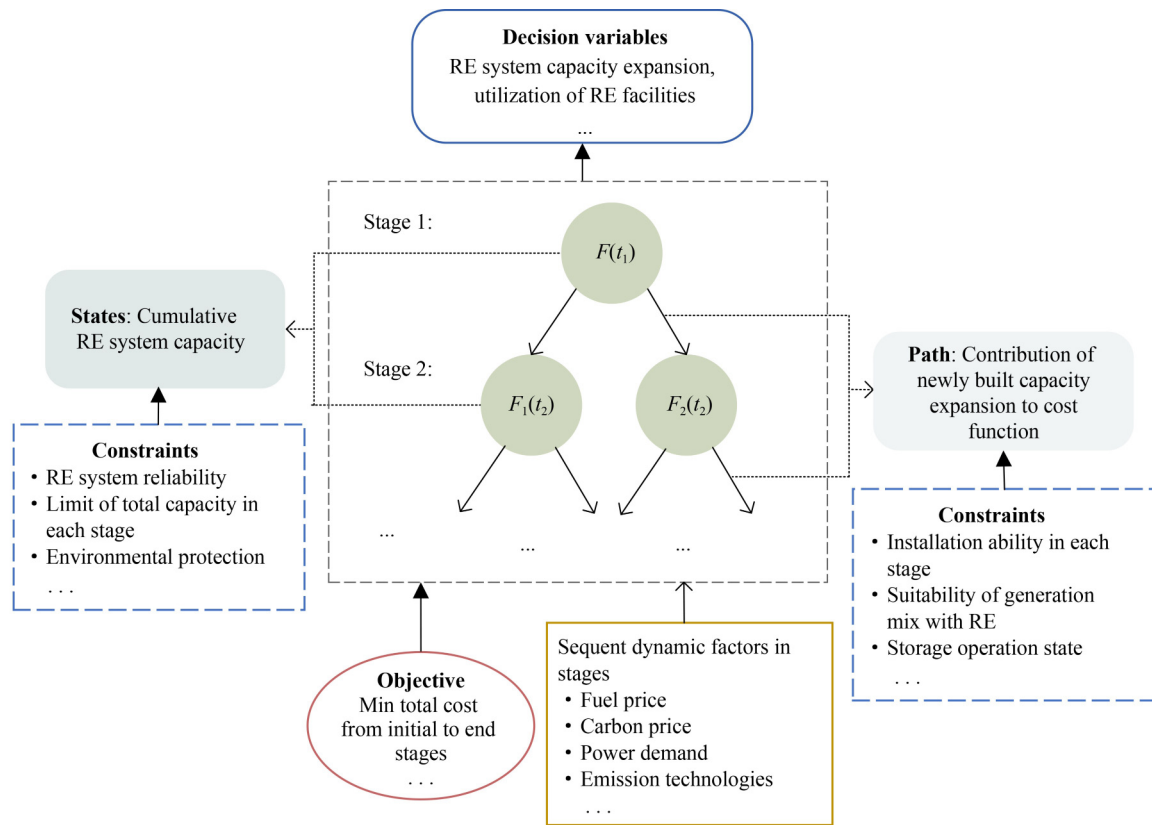 Decision variables
RE system capacity expansion,
utilization of RE facilities
...
Stage 1:
F(t₁)
States: Cumulative
RE system capacity
Stage 2:
F₁(t₂)
F₂(t₂)
Path: Contribution of
newly built capacity
expansion to cost
function
Constraints
• RE system reliability
• Limit of total capacity in
each stage
• Environmental protection
. . .
...
...
...
Constraints
• Installation ability in each
stage
• Suitability of generation
mix with RE
• Storage operation state
. . .
Objective
Min total cost
from initial to end
stages
. . .
Sequent dynamic factors in
stages
• Fuel price
• Carbon price
• Power demand
• Emission technologies
. . .